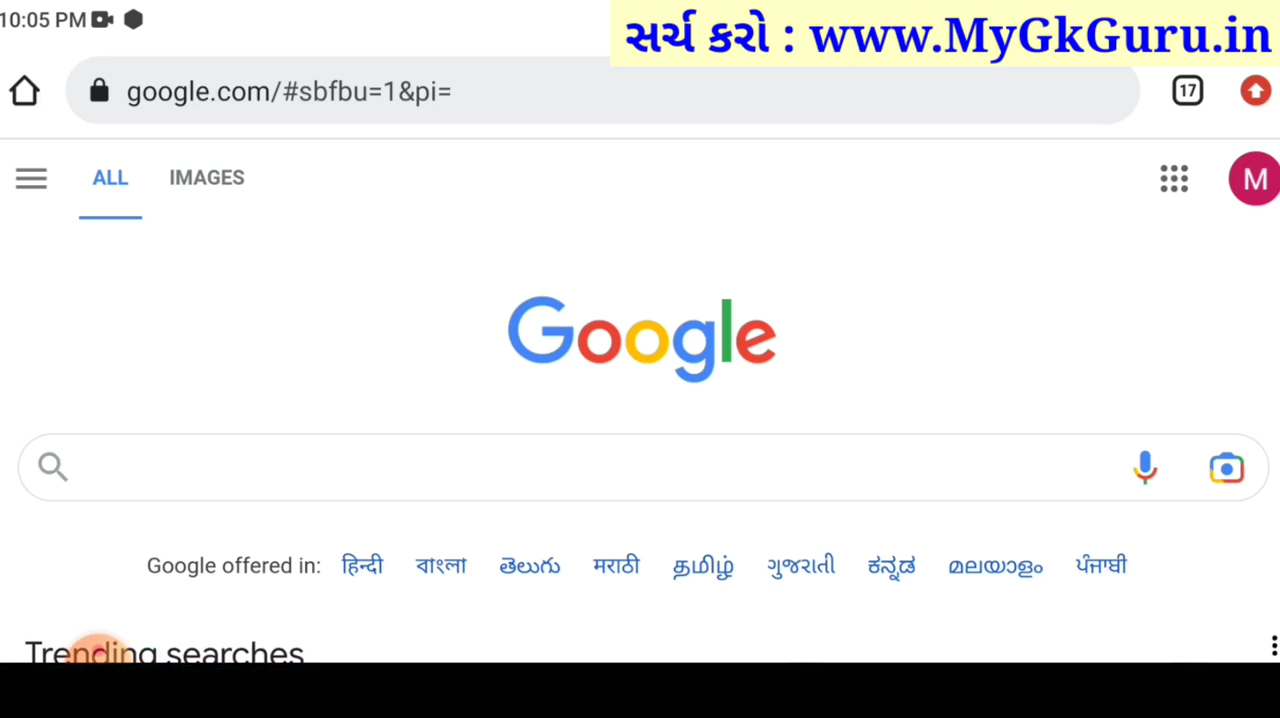 10:05 PM
સર્ચ કરો : www.MyGkGuru.in
google.com/#sbfbu=1&pi=
17
ALL IMAGES
M
Google
Google offered in: हिन्दी বাংলা తెలుగు मराठी தமிழ் ગુજરાતી ಕನ್ನಡ മലയാളം ਪੰਜਾਬੀ
Trending searches